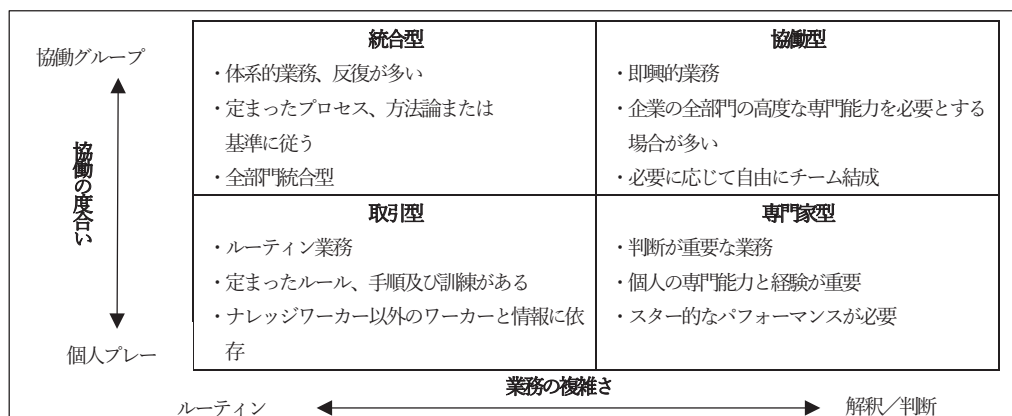 協働グループ
協働の度合い
個人プレー
統合型
・体系的業務、反復が多い
・定まったプロセス、方法論または
基準に従う
・全部門統合型
協働型
・即興的業務
・企業の全部門の高度な専門能力を必要とする
場合が多い
・必要に応じて自由にチーム結成
取引型
・ルーティン業務
・定まったルール、手順及び訓練がある
・ナレッジワーカー以外のワーカーと情報に依
存
専門家型
・判断が重要な業務
・個人の専門能力と経験が重要
・スター的なパフォーマンスが必要
業務の複雑さ
ルーティン
解釈／判断